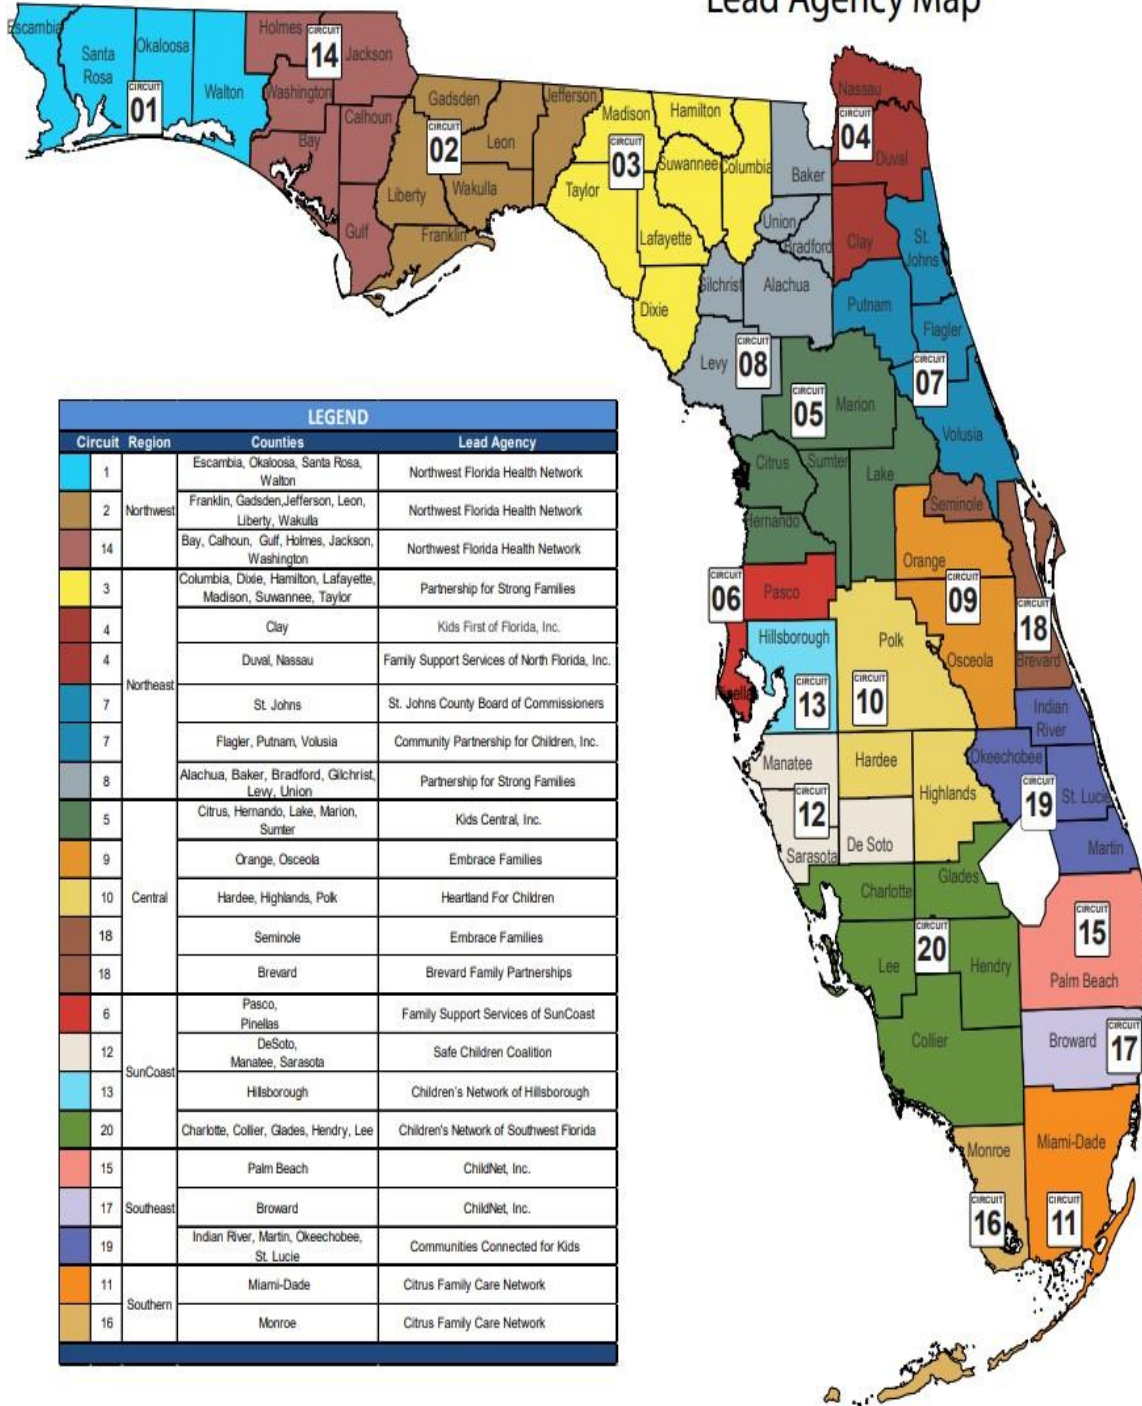 Lead Agency Map
Escambia
Santa
Rosa
Okaloosa
Walton
CIRCUIT
01
Holmes
CIRCUIT
14
Jackson
Washington
Calhoun
Bay
Gulf
Gadsden
CIRCUIT
02
Leon
Jefferson
Liberty
Wakulla
Franklin
Madison
Hamilton
CIRCUIT
03
Suwannee
Columbia
Taylor
Lafayette
Dixie
Nassau
CIRCUIT
04
Duval
Clay
Baker
Union
Bradford
Gilchrist
Alachua
Levy
CIRCUIT
08
St.
Johns
Putnam
Flagler
CIRCUIT
07
Volusia
CIRCUIT
05
Marion
Citrus
Sumter
Lake
Hernando
Seminole
Orange
CIRCUIT
09
Osceola
CIRCUIT
18
Brevard
CIRCUIT
06
Pasco
Pinellas
Hillsborough
CIRCUIT
13
Polk
CIRCUIT
10
Hardee
Highlands
Manatee
CIRCUIT
12
Sarasota
De Soto
Indian
River
Okeechobee
CIRCUIT
19
St. Lucie
Martin
Charlotte
Glades
CIRCUIT
20
Lee
Hendry
Collier
CIRCUIT
15
Palm Beach
Broward
CIRCUIT
17
Monroe
CIRCUIT
16
Miami-Dade
CIRCUIT
11
LEGEND
Circuit Region Counties Lead Agency
1 Escambia, Okaloosa, Santa Rosa,
Walton Northwest Florida Health Network
Northwest
2 Franklin, Gadsden,Jefferson, Leon,
Liberty, Wakulla Northwest Florida Health Network
14 Bay, Calhoun, Gulf, Holmes, Jackson,
Washington Northwest Florida Health Network
3 Columbia, Dixie, Hamilton, Lafayette,
Madison, Suwannee, Taylor Partnership for Strong Families
4 Clay Kids First of Florida, Inc.
4 Duval, Nassau Family Support Services of North Florida, Inc.
Northeast
7 St. Johns St. Johns County Board of Commissioners
7 Flagler, Putnam, Volusia Community Partnership for Children, Inc.
8 Alachua, Baker, Bradford, Gilchrist,
Levy, Union Partnership for Strong Families
5 Citrus, Hernando, Lake, Marion,
Sumter Kids Central, Inc.
9 Orange, Osceola Embrace Families
10 Central Hardee, Highlands, Polk Heartland For Children
18 Seminole Embrace Families
18 Brevard Brevard Family Partnerships
6 Pasco,
Pinellas Family Support Services of SunCoast
12 DeSoto,
Manatee, Sarasota Safe Children Coalition
SunCoast
13 Hillsborough Children's Network of Hillsborough
20 Charlotte, Collier, Glades, Hendry, Lee Children's Network of Southwest Florida
15 Palm Beach ChildNet, Inc.
17 Southeast Broward ChildNet, Inc.
19 Indian River, Martin, Okeechobee,
St. Lucie Communities Connected for Kids
11 Miami-Dade Citrus Family Care Network
Southern
16 Monroe Citrus Family Care Network